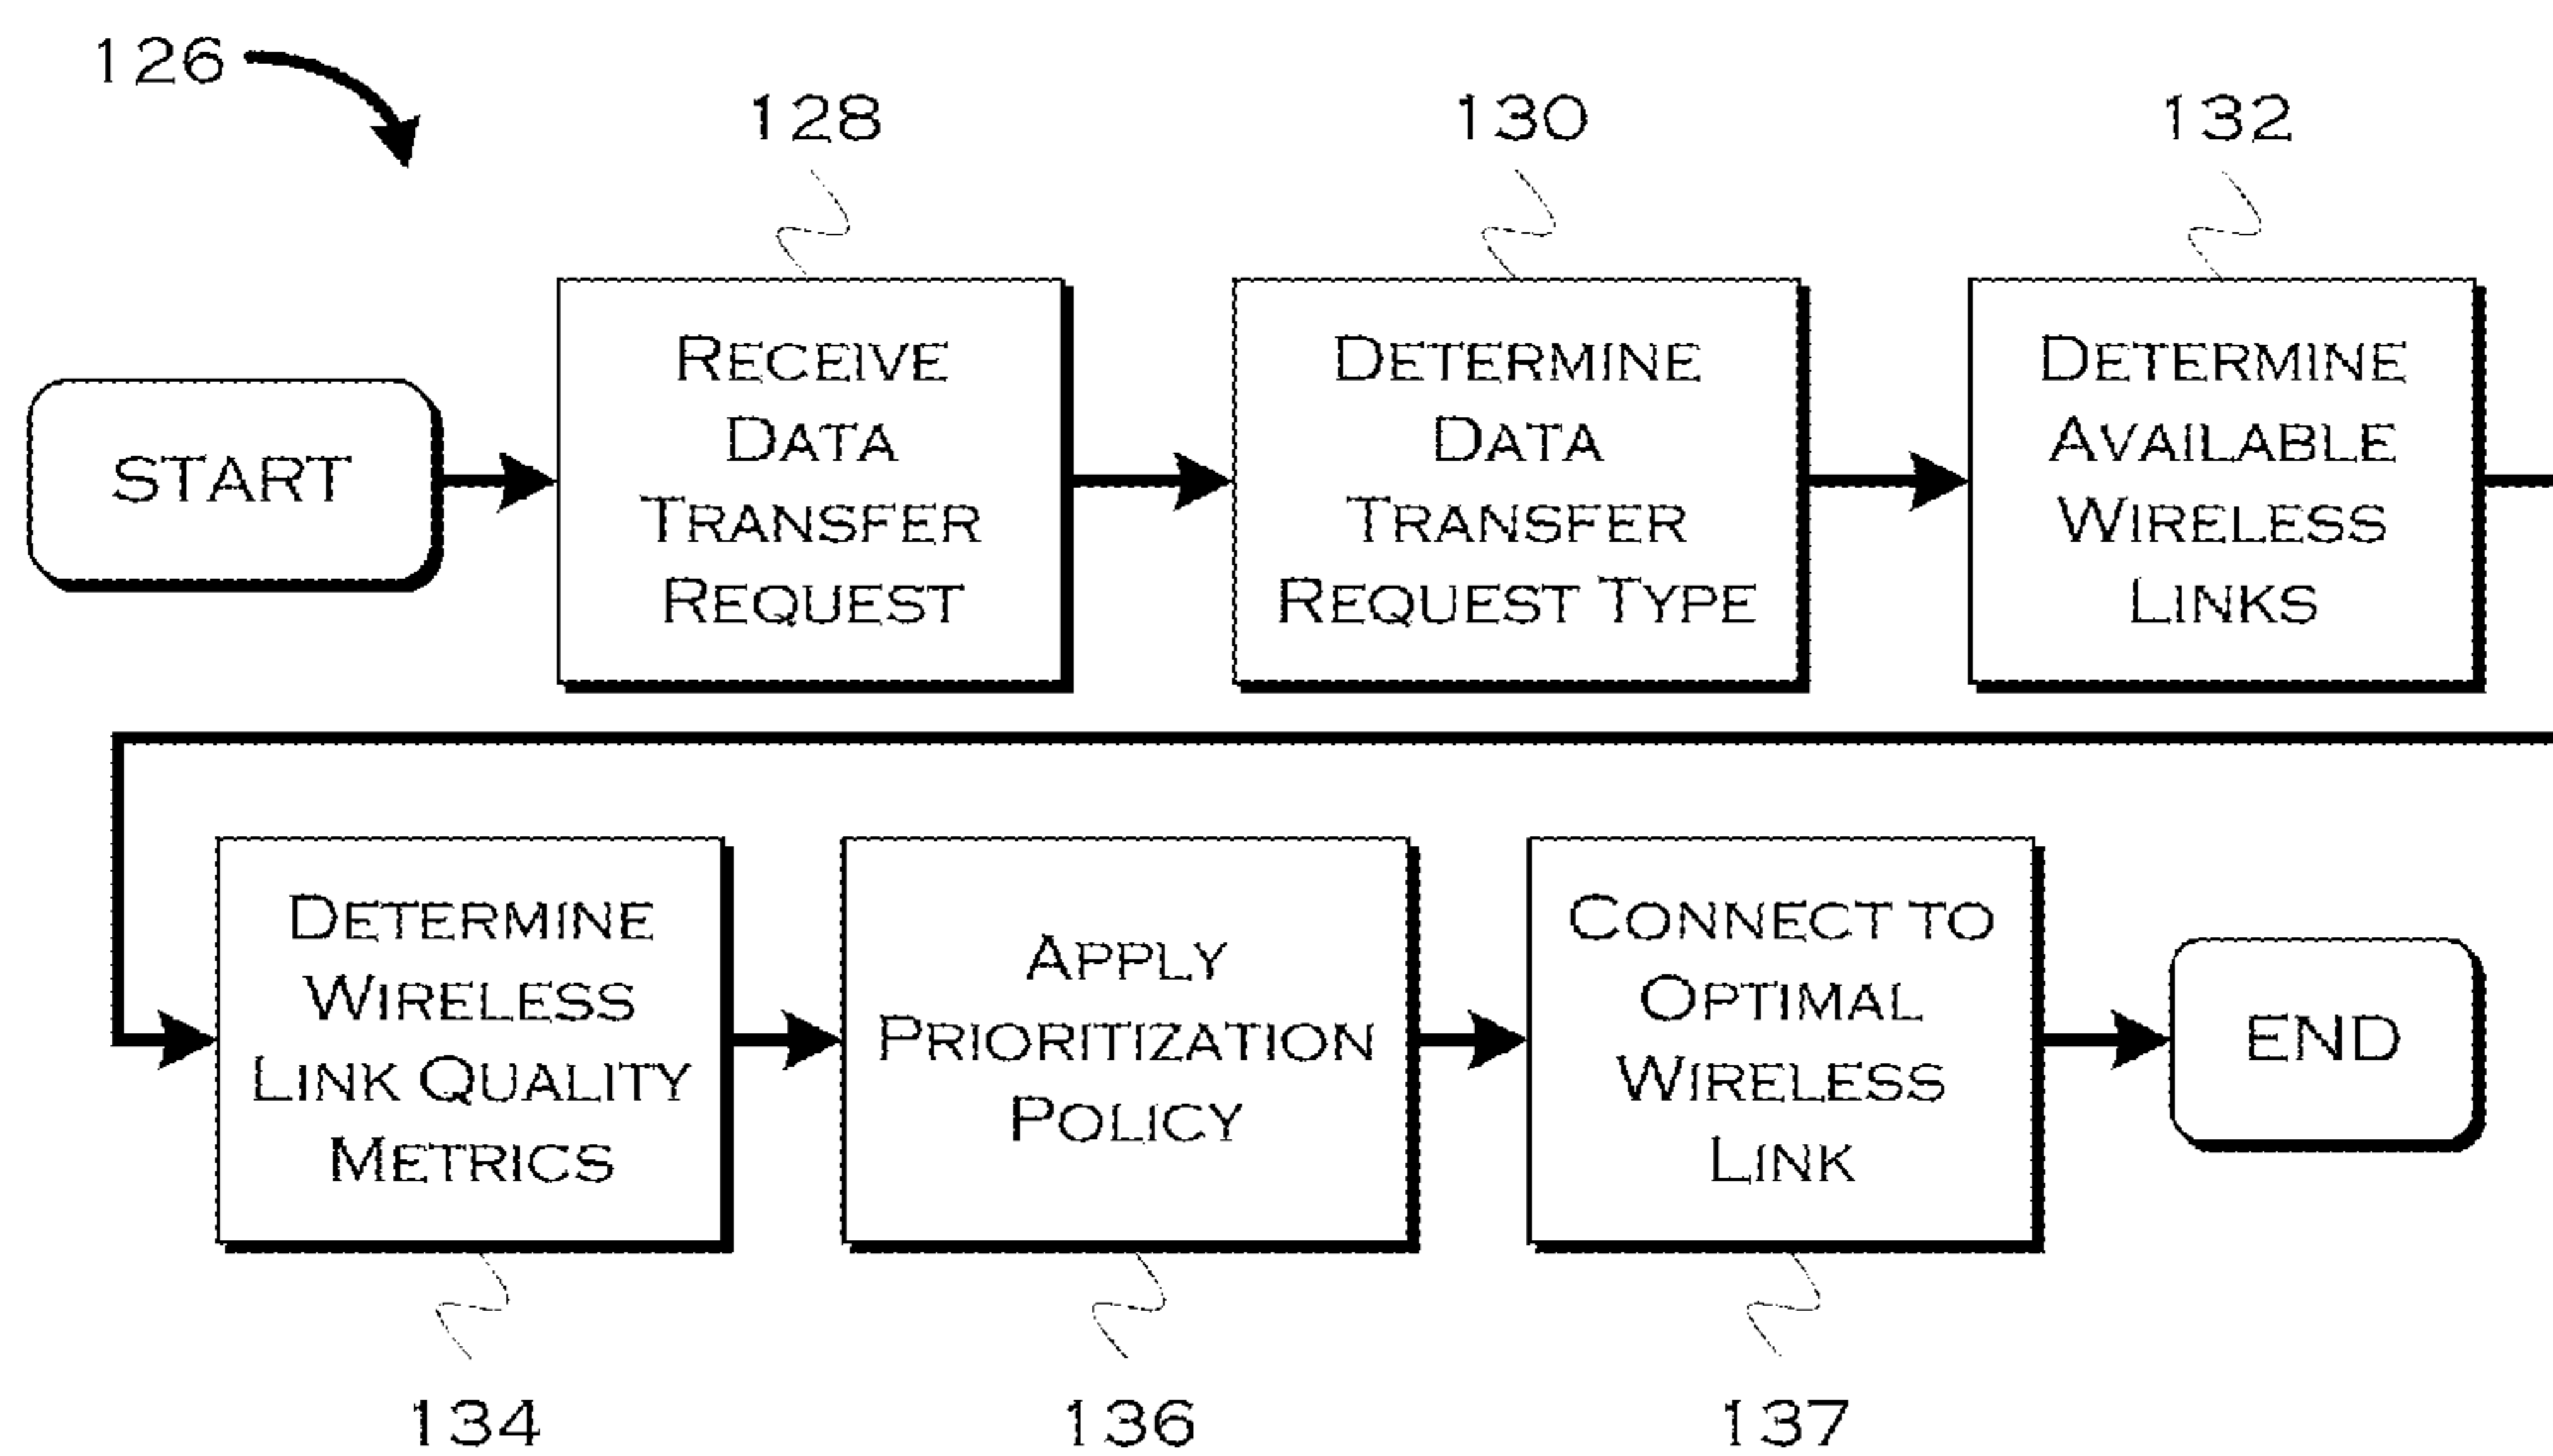 126
128
130
132
START
RECEIVE
DATA
TRANSFER
REQUEST
DETERMINE
DATA
TRANSFER
REQUEST TYPE
DETERMINE
AVAILABLE
WIRELESS
LINKS
DETERMINE
WIRELESS
LINK QUALITY
METRICS
APPLY
PRIORITIZATION
POLICY
CONNECT TO
OPTIMAL
WIRELESS
LINK
END
134
136
137